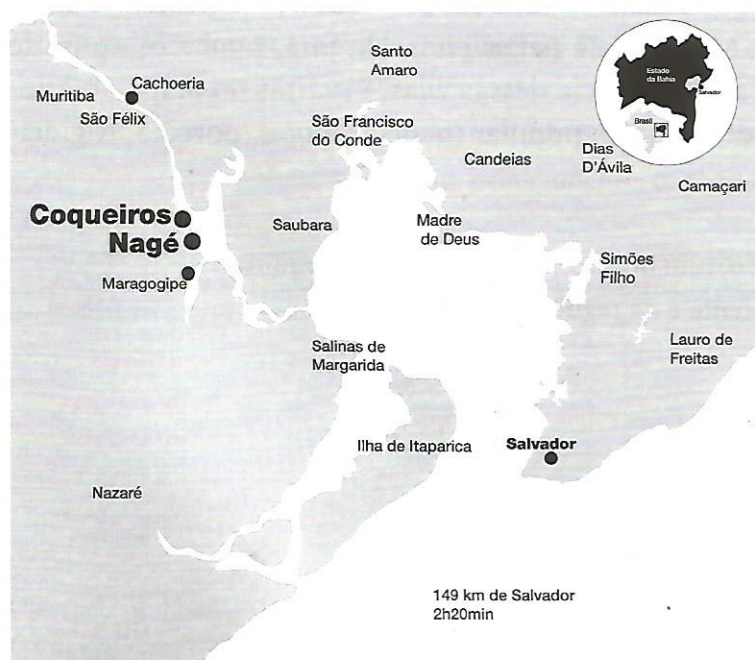 Santo
Amaro
Estado
da Bahia
Salvador
Brasil
Cachoeria
Muritiba
São Félix
São Francisco
do Conde
Candeias
Dias
D'Ávila
Camaçari
Coqueiros
Nagé
Saubara
Madre
de Deus
Simões
Filho
Maragogipe
Lauro de
Freitas
Salinas de
Margarida
Ilha de Itaparica
Salvador
Nazaré
149 km de Salvador
2h20min